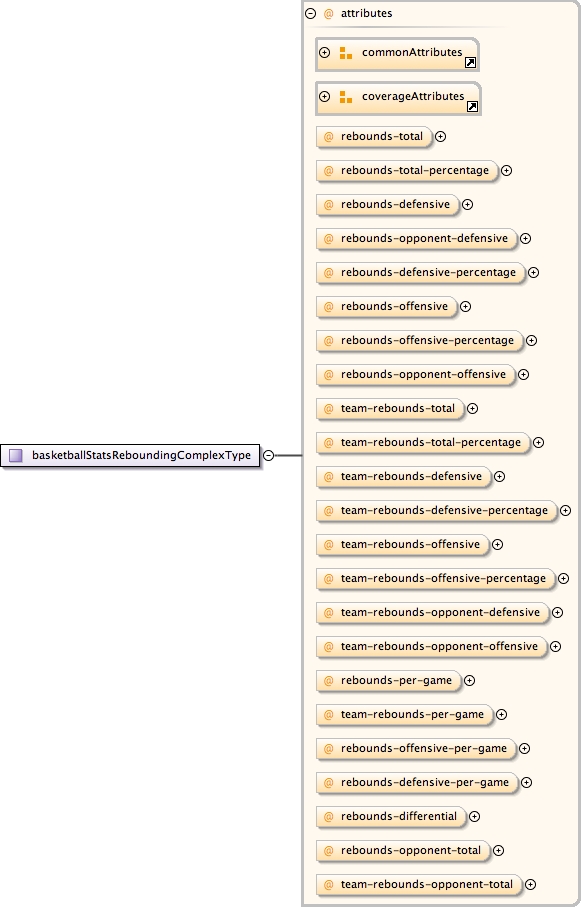 @ attributes
commonAttributes
coverageAttributes
@ rebounds-total
@ rebounds-total-percentage
@ rebounds-defensive
@ rebounds-opponent-defensive
@ rebounds-defensive-percentage
@ rebounds-offensive
@ rebounds-offensive-percentage
@ rebounds-opponent-offensive
@ team-rebounds-total
@ team-rebounds-total-percentage
basketballStatsReboundingComplexType
@ team-rebounds-defensive
@ team-rebounds-defensive-percentage
@ team-rebounds-offensive
@ team-rebounds-offensive-percentage
@ team-rebounds-opponent-defensive
@ team-rebounds-opponent-offensive
@ rebounds-per-game
@ team-rebounds-per-game
@ rebounds-offensive-per-game
@ rebounds-defensive-per-game
@ rebounds-differential
@ rebounds-opponent-total
@ team-rebounds-opponent-total